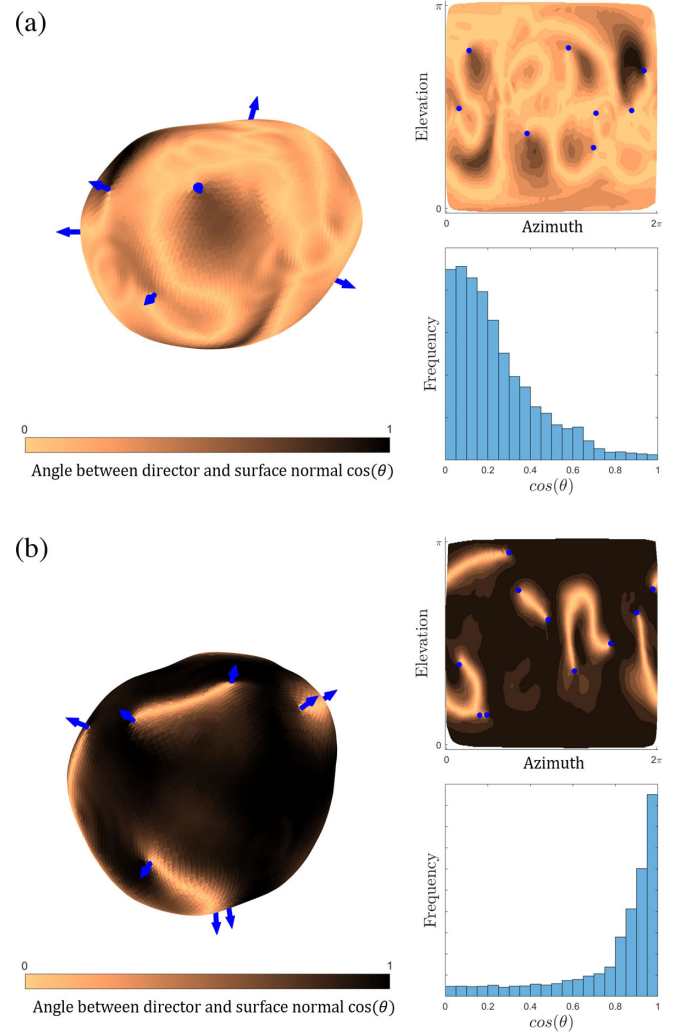 (a)
π
Elevation
0
Azimuth
2π
0
1
Angle between director and surface normal cos(θ)
Frequency
0
0.2
0.4
0.6
0.8
1
cos(θ)
(b)
π
Elevation
0
Azimuth
2π
0
1
Angle between director and surface normal cos(θ)
Frequency
0
0.2
0.4
0.6
0.8
1
cos(θ)